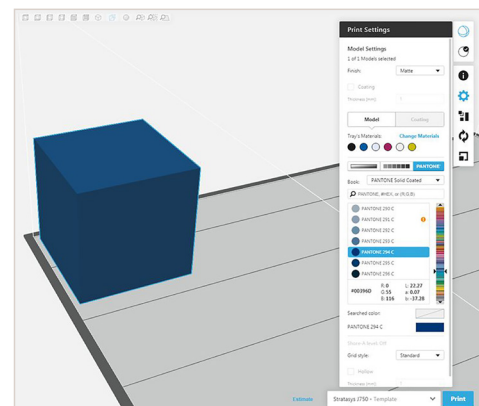 Print Settings
Model Settings
1 of 1 Models selected
Finish: Matte
Coating
Thickness (mm):
Model Coating
Tray's Materials: Change Materials
PANTONE
Book: PANTONE Solid Coated
PANTONE, #HEX, or (R,G,B)
PANTONE 290 C
PANTONE 291 C
PANTONE 292 C
PANTONE 293 C
PANTONE 294 C
PANTONE 295 C
PANTONE 296 C
R: 0 L: 22.27
G: 55 a: 0.07
B: 116 b: -37.28
Searched color:
PANTONE 294 C
Grid style: Standard
Hollow
Thickness (mm):
Estimate Stratasys J750 - Template Print